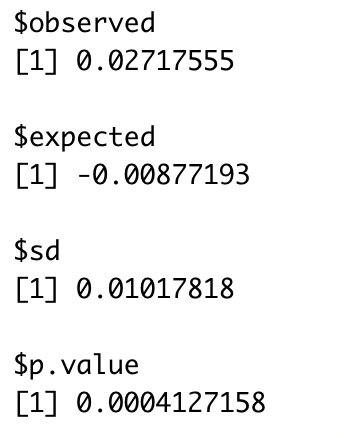 $observed
[1] 0.02717555
$expected
[1] -0.00877193
$sd
[1] 0.01017818
$p.value
[1] 0.0004127158